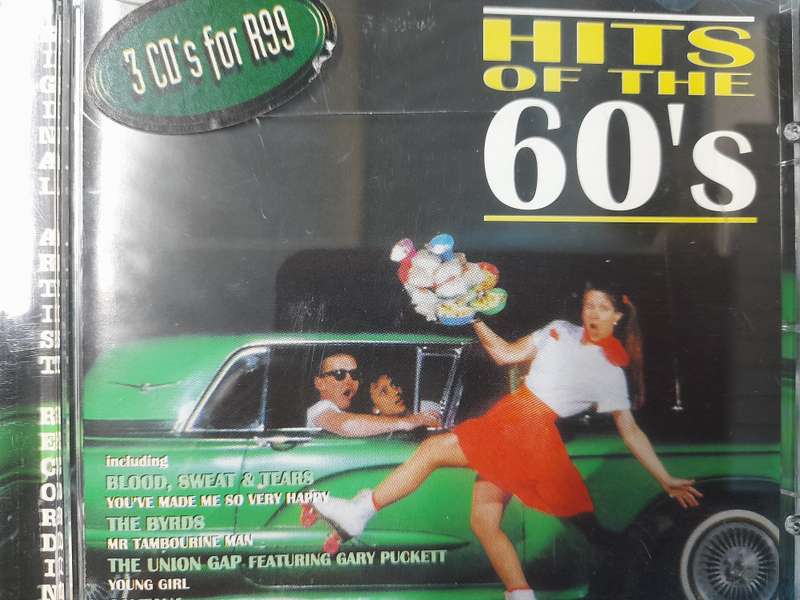 3 CD's for R99
HITS
OF THE
60's
including
BLOOD, SWEAT & TEARS
YOU'VE MADE ME SO VERY HAPPY
THE BYRDS
MR TAMBOURINE MAN
THE UNION GAP FEATURING GARY PUCKETT
YOUNG GIRL
RIGINAL ARTIST RECORDIN